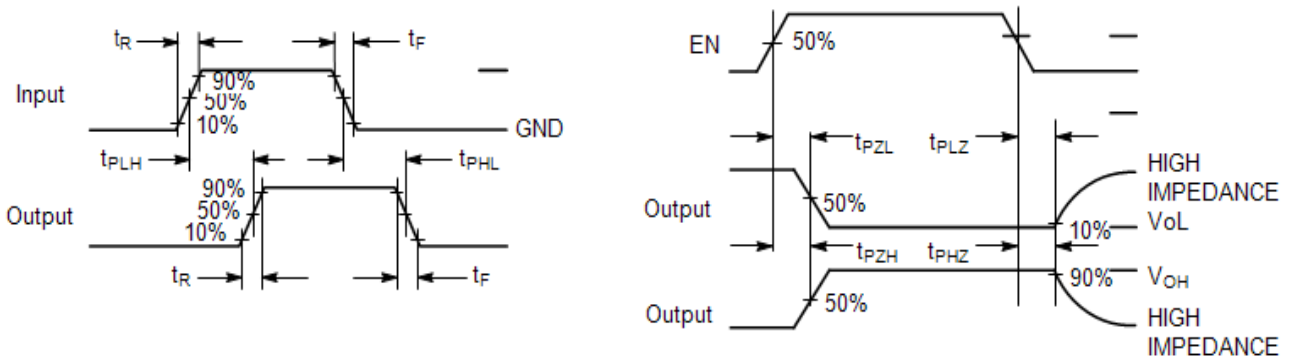 tR
tF
Input
90%
50%
10%
GND
tPLH
tPHL
Output
90%
50%
10%
tR
tF
EN
50%
tPZL
tPLZ
Output
50%
10%
HIGH
IMPEDANCE
VoL
tPZH
tPHZ
Output
50%
90%
VOH
HIGH
IMPEDANCE